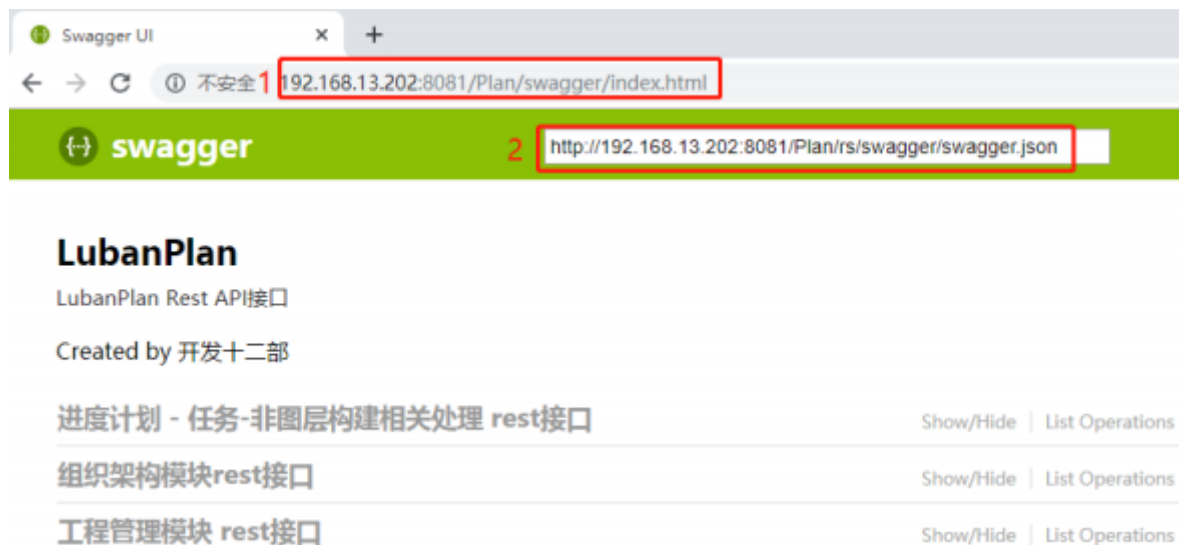 Swagger UI
不安全 1 192.168.13.202:8081/Plan/swagger/index.html
swagger 2 http://192.168.13.202:8081/Plan/rs/swagger/swagger.json
LubanPlan
LubanPlan Rest API接口
Created by 开发十二部
进度计划 - 任务-非图层构建相关处理 rest接口 Show/Hide List Operations
组织架构模块rest接口 Show/Hide List Operations
工程管理模块 rest接口 Show/Hide List Operations